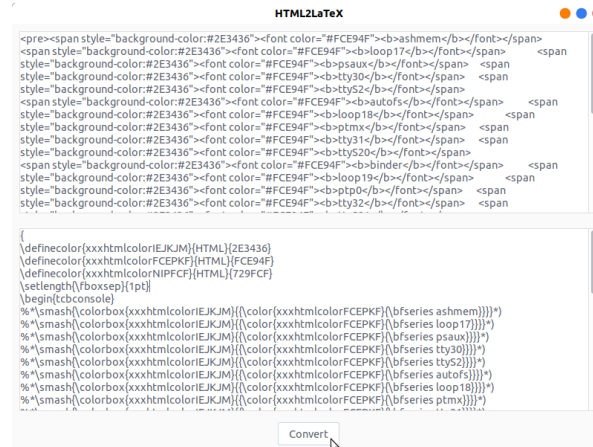 HTML2LaTeX
<pre><span style="background-color:#2E3436"><font color="#FCE94F"><b>ashmem</b></font></span>
<span style="background-color:#2E3436"><font color="#FCE94F"><b>loop17</b></font></span> <span
style="background-color:#2E3436"><font color="#FCE94F"><b>psaux</b></font></span> <span
style="background-color:#2E3436"><font color="#FCE94F"><b>tty30</b></font></span> <span
style="background-color:#2E3436"><font color="#FCE94F"><b>ttyS2</b></font></span>
<span style="background-color:#2E3436"><font color="#FCE94F"><b>autofs</b></font></span> <span
style="background-color:#2E3436"><font color="#FCE94F"><b>loop18</b></font></span> <span
style="background-color:#2E3436"><font color="#FCE94F"><b>ptmx</b></font></span> <span
style="background-color:#2E3436"><font color="#FCE94F"><b>tty31</b></font></span> <span
style="background-color:#2E3436"><font color="#FCE94F"><b>ttyS20</b></font></span>
<span style="background-color:#2E3436"><font color="#FCE94F"><b>binder</b></font></span> <span
style="background-color:#2E3436"><font color="#FCE94F"><b>loop19</b></font></span> <span
style="background-color:#2E3436"><font color="#FCE94F"><b>ptp0</b></font></span> <span
style="background-color:#2E3436"><font color="#FCE94F"><b>tty32</b></font></span> <span
{
\definecolor{xxxhtmlcolorIEJKJM}{HTML}{2E3436}
\definecolor{xxxhtmlcolorFCEPKF}{HTML}{FCE94F}
\definecolor{xxxhtmlcolorNIPFCF}{HTML}{729FCF}
\setlength{\fboxsep}{1pt}
\begin{tcbconsole}
%*\smash{\colorbox{xxxhtmlcolorIEJKJM}{{\color{xxxhtmlcolorFCEPKF}{\bfseries ashmem}}}}*)
%*\smash{\colorbox{xxxhtmlcolorIEJKJM}{{\color{xxxhtmlcolorFCEPKF}{\bfseries loop17}}}}*)
%*\smash{\colorbox{xxxhtmlcolorIEJKJM}{{\color{xxxhtmlcolorFCEPKF}{\bfseries psaux}}}}*)
%*\smash{\colorbox{xxxhtmlcolorIEJKJM}{{\color{xxxhtmlcolorFCEPKF}{\bfseries tty30}}}}*)
%*\smash{\colorbox{xxxhtmlcolorIEJKJM}{{\color{xxxhtmlcolorFCEPKF}{\bfseries ttyS2}}}}*)
%*\smash{\colorbox{xxxhtmlcolorIEJKJM}{{\color{xxxhtmlcolorFCEPKF}{\bfseries autofs}}}}*)
%*\smash{\colorbox{xxxhtmlcolorIEJKJM}{{\color{xxxhtmlcolorFCEPKF}{\bfseries loop18}}}}*)
%*\smash{\colorbox{xxxhtmlcolorIEJKJM}{{\color{xxxhtmlcolorFCEPKF}{\bfseries ptmx}}}}*)
Convert